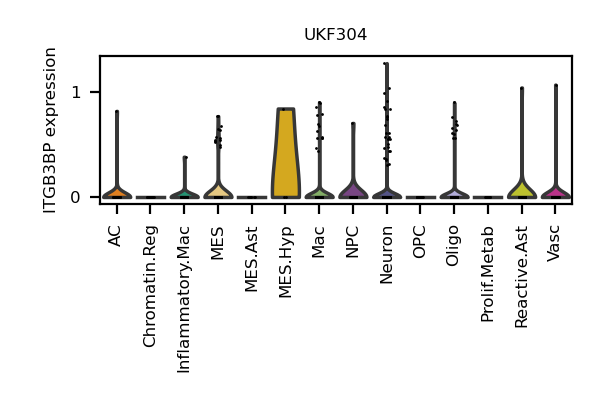 UKF304
ITGB3BP expression
1
0
AC
Chromatin.Reg
Inflammatory.Mac
MES
MES.Ast
MES.Hyp
Mac
NPC
Neuron
OPC
Oligo
Prolif.Metab
Reactive.Ast
Vasc